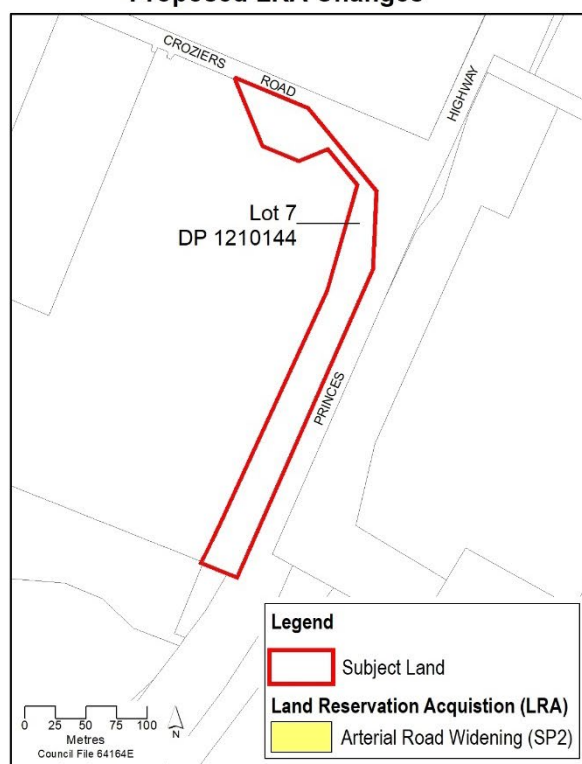 Proposed LRA Changes
CROZIERS
ROAD
HIGHWAY
Lot 7
DP 1210144
PRINCES
Legend
Subject Land
Land Reservation Acquistion (LRA)
Arterial Road Widening (SP2)
0 25 50 75 100
Metres
N
Council File 64164E